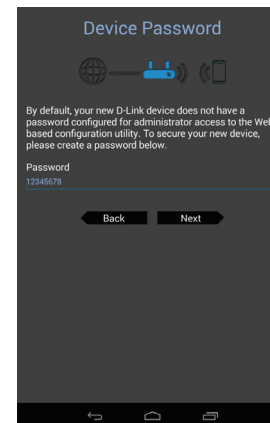 Device Password
By default, your new D-Link device does not have a
password configured for administrator access to the Web
based configuration utility. To secure your new device,
please create a password below.
Password
12345678
Back Next